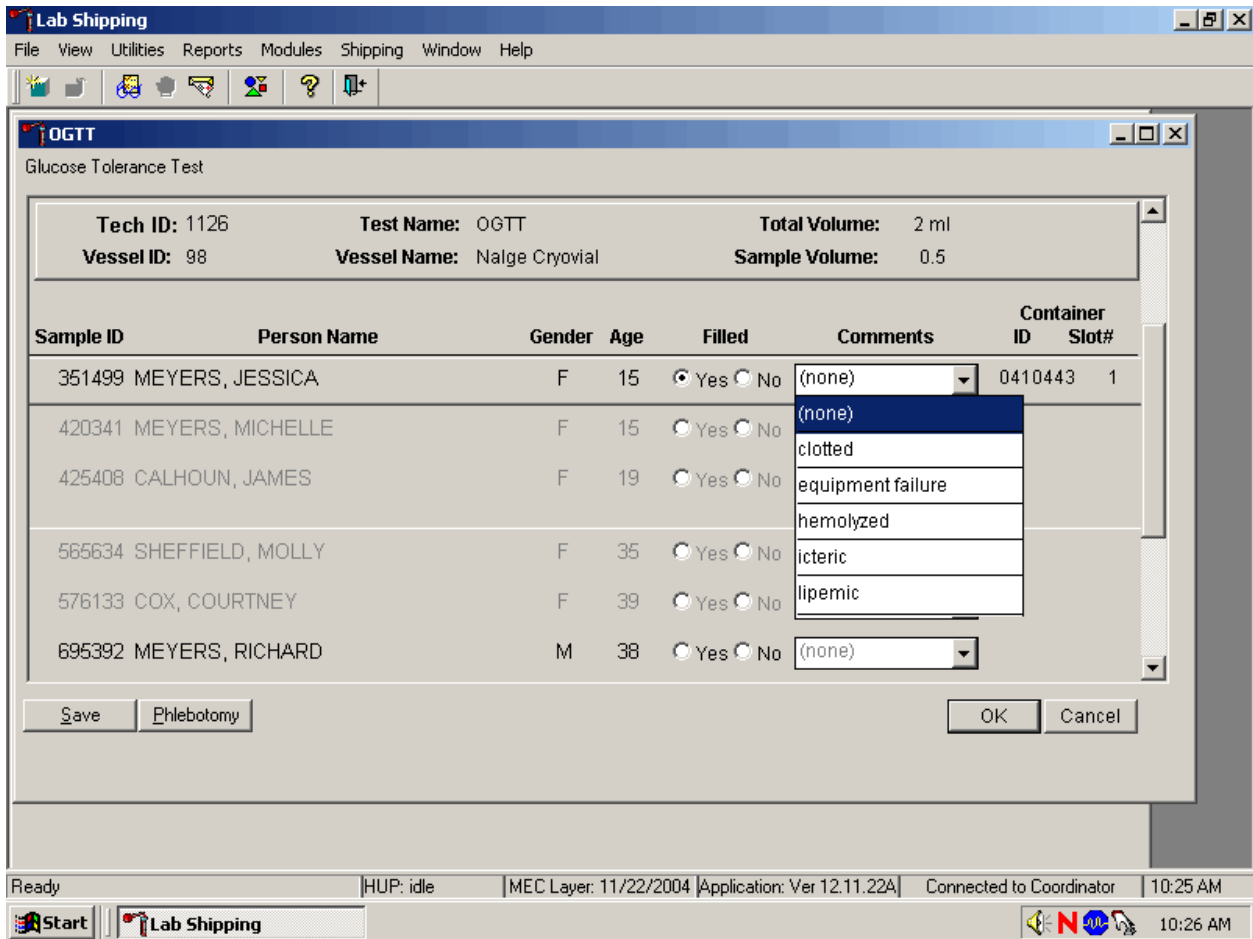 Lab Shipping
File View Utilities Reports Modules Shipping Window Help
OGTT
Glucose Tolerance Test
Tech ID: 1126 Test Name: OGTT Total Volume: 2 ml
Vessel ID: 98 Vessel Name: Nalge Cryovial Sample Volume: 0.5
Container
Sample ID Person Name Gender Age Filled Comments ID Slot#
351499 MEYERS, JESSICA F 15 Yes No (none) 0410443 1
(none)
420341 MEYERS, MICHELLE F 15 Yes No
clotted
425408 CALHOUN, JAMES F 19 Yes No
equipment failure
hemolyzed
565634 SHEFFIELD, MOLLY F 35 Yes No
icteric
576133 COX, COURTNEY F 39 Yes No
lipemic
695392 MEYERS, RICHARD M 38 Yes No (none)
Save Phlebotomy OK Cancel
Ready HUP: idle MEC Layer: 11/22/2004 Application: Ver 12.11.22A Connected to Coordinator 10:25 AM
Start Lab Shipping N 10:26 AM